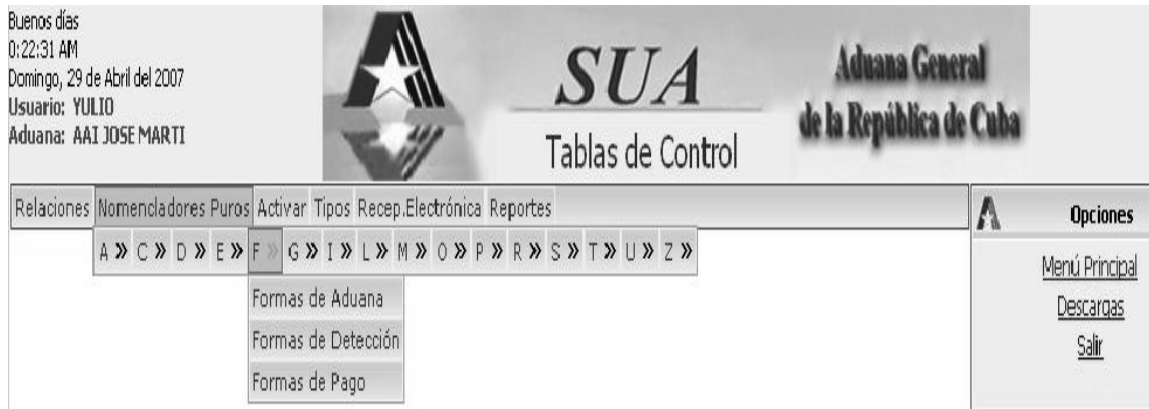 Buenos días
0:22:31 AM
Domingo, 29 de Abril del 2007
Usuario: YULIO
Aduana: AAI JOSE MARTI
SUA
Tablas de Control
Aduana General
de la República de Cuba
Relaciones Nomencladores Puros Activar Tipos Recep.Electrónica Reportes
A » C » D » E » F » G » I » L » M » O » P » R » S » T » U » Z »
Formas de Aduana
Formas de Detección
Formas de Pago
Opciones
Menú Principal
Descargas
Salir